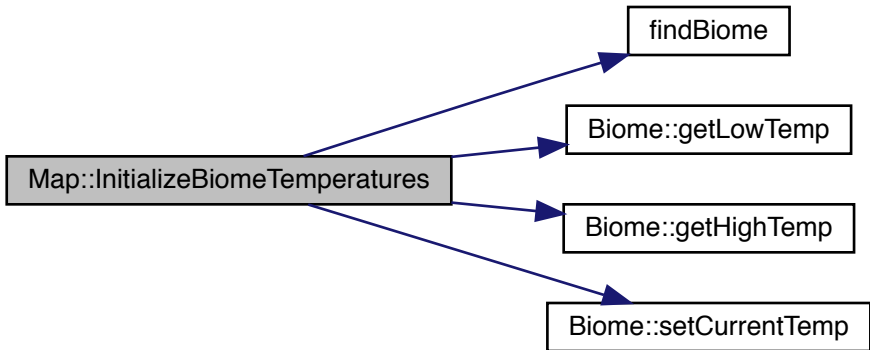 findBiome
Biome::getLowTemp
Map::InitializeBiomeTemperatures
Biome::getHighTemp
Biome::setCurrentTemp